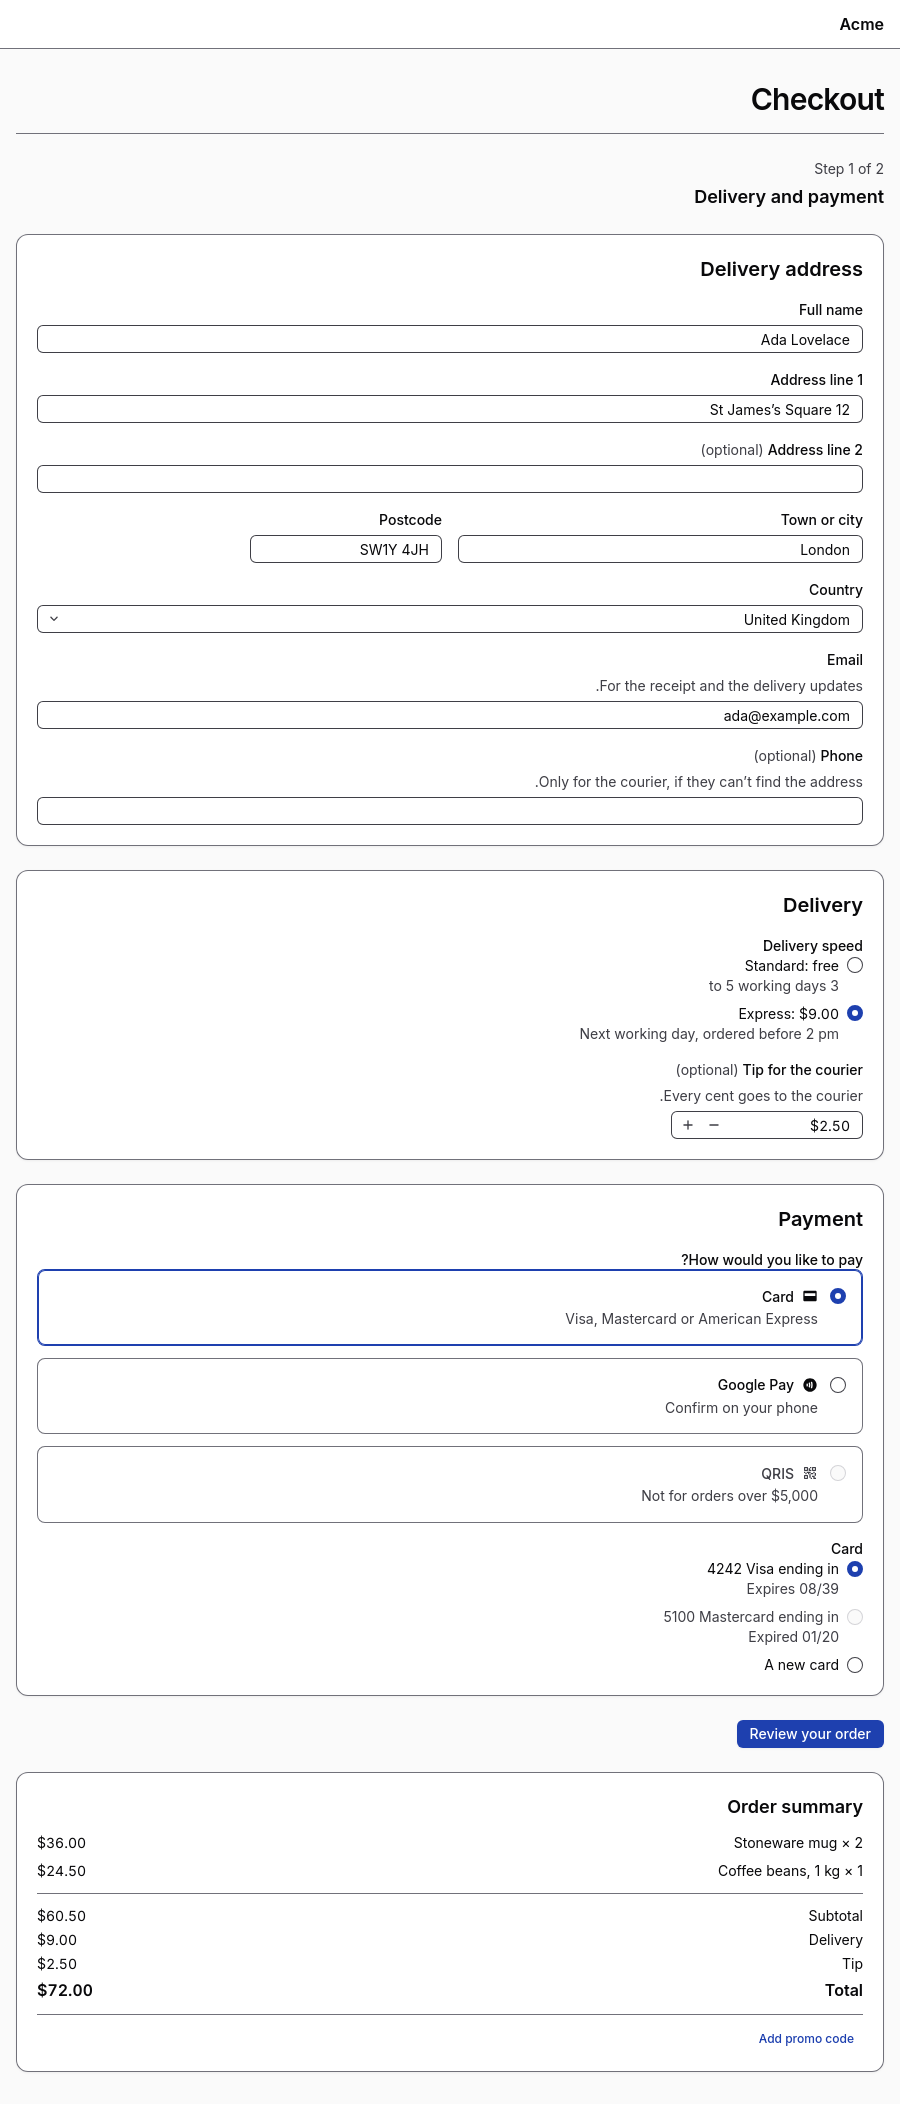 Acme
Checkout
Step 1 of 2
Delivery and payment
Delivery address
Full name
Ada Lovelace
Address line 1
St James’s Square 12
(optional) Address line 2
Town or city
Postcode
London
SW1Y 4JH
Country
United Kingdom
Email
.For the receipt and the delivery updates
ada@example.com
(optional) Phone
.Only for the courier, if they can’t find the address
Delivery
Delivery speed
Standard: free
to 5 working days 3
Express: $9.00
Next working day, ordered before 2 pm
(optional) Tip for the courier
.Every cent goes to the courier
$2.50
Payment
?How would you like to pay
Card
Visa, Mastercard or American Express
Google Pay
Confirm on your phone
QRIS
Not for orders over $5,000
Card
4242 Visa ending in
Expires 08/39
5100 Mastercard ending in
Expired 01/20
A new card
Review your order
Order summary
Stoneware mug × 2
$36.00
Coffee beans, 1 kg × 1
$24.50
Subtotal
$60.50
Delivery
$9.00
Tip
$2.50
Total
$72.00
Add promo code